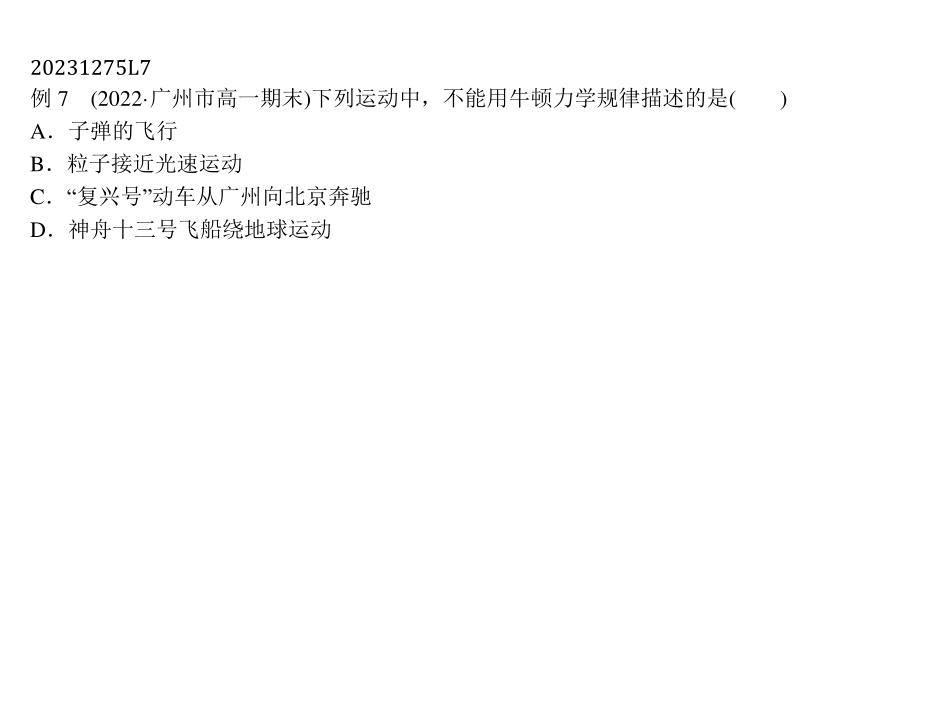 20231275L7
例 7　(2022·广州市高一期末)下列运动中，不能用牛顿力学规律描述的是(　　)
A．子弹的飞行
B．粒子接近光速运动
C．“复兴号”动车从广州向北京奔驰
D．神舟十三号飞船绕地球运动